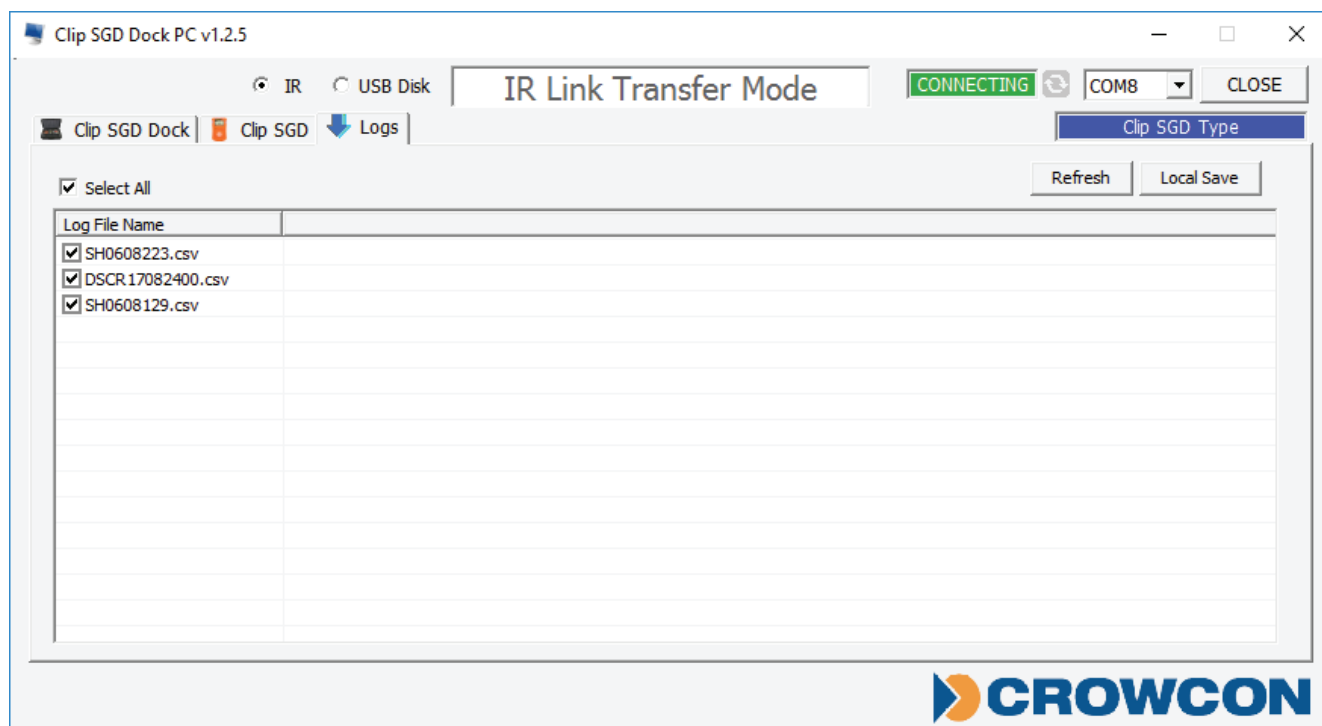 Clip SGD Dock PC v1.2.5
IR USB Disk IR Link Transfer Mode CONNECTING COM8 CLOSE
Clip SGD Dock Clip SGD Logs Clip SGD Type
Select All Refresh Local Save
Log File Name
SH0608223.csv
DSCR17082400.csv
SH0608129.csv
CROWCON